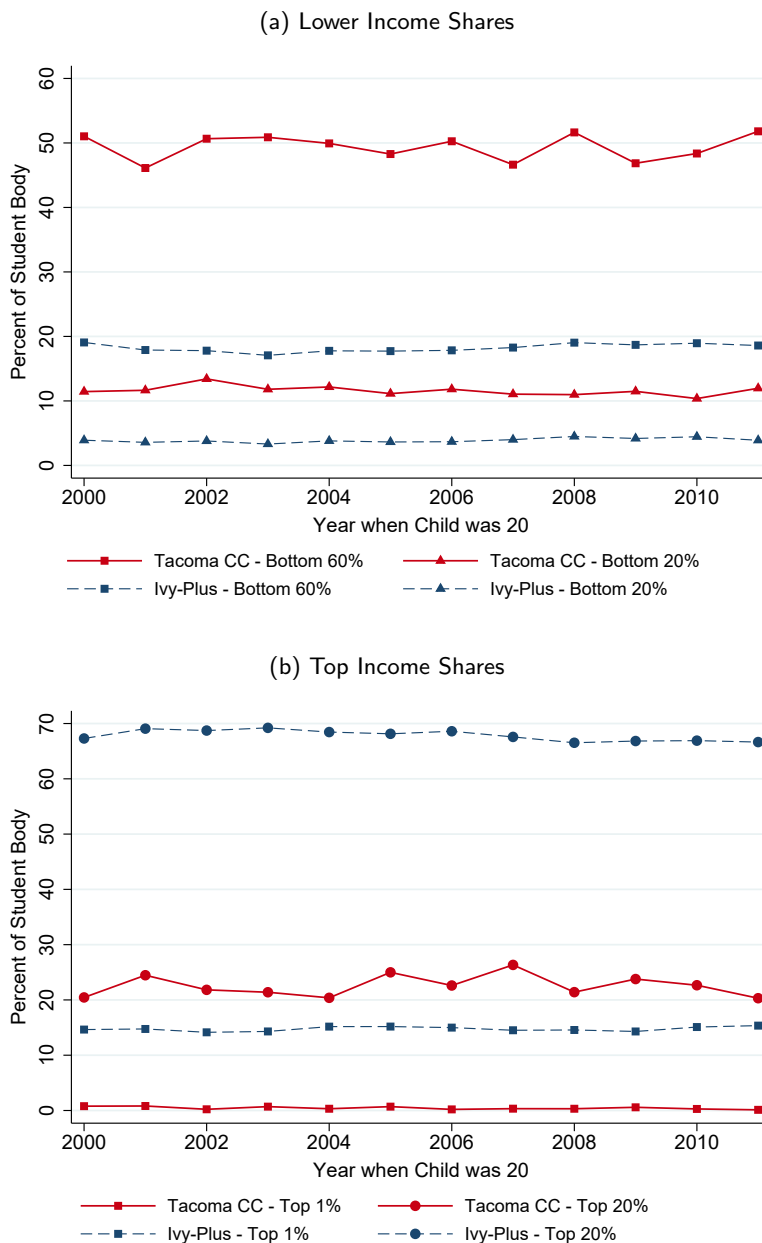 (a) Lower Income Shares
60
50
40
30
20
10
0
Percent of Student Body
2000 2002 2004 2006 2008 2010
Year when Child was 20
Tacoma CC - Bottom 60% Tacoma CC - Bottom 20%
Ivy-Plus - Bottom 60% Ivy-Plus - Bottom 20%
(b) Top Income Shares
70
60
50
40
30
20
10
0
Percent of Student Body
2000 2002 2004 2006 2008 2010
Year when Child was 20
Tacoma CC - Top 1% Tacoma CC - Top 20%
Ivy-Plus - Top 1% Ivy-Plus - Top 20%